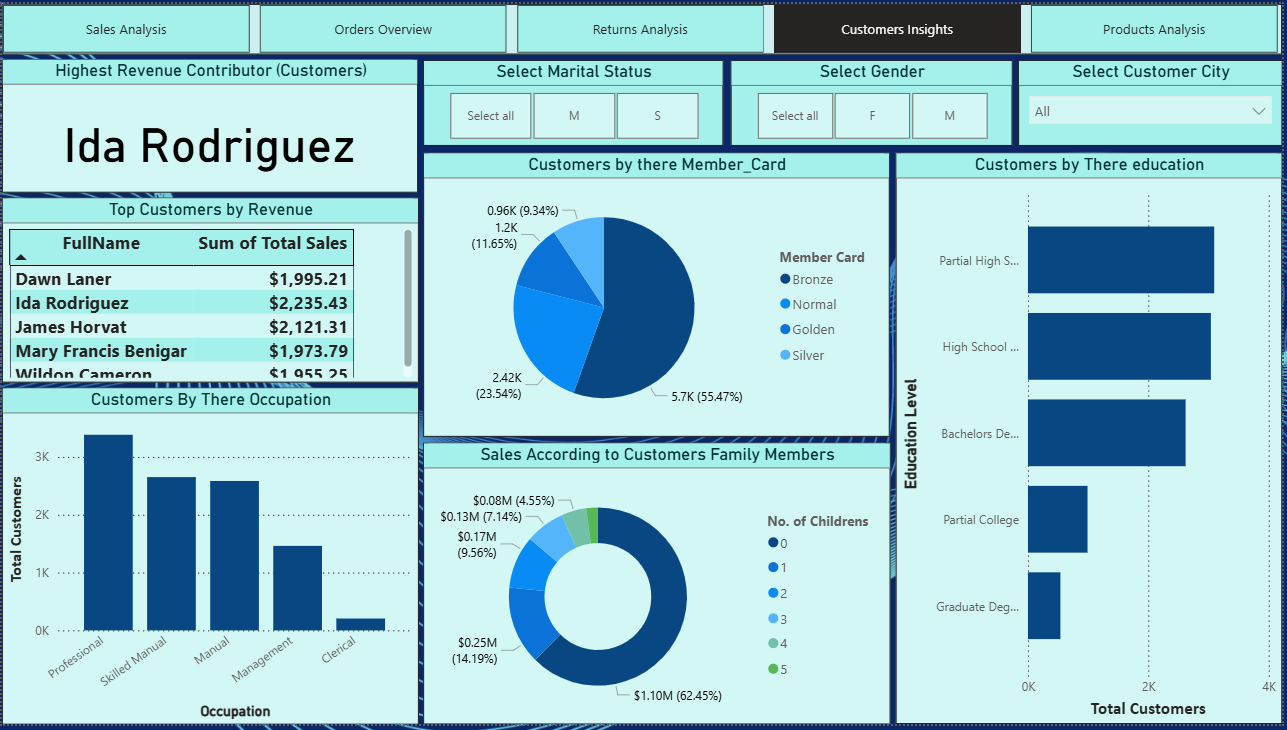 Sales Analysis
Orders Overview
Returns Analysis
Customers Insights
Products Analysis
Highest Revenue Contributor (Customers)
Ida Rodriguez
Select Marital Status
Select all
M
S
Select Gender
Select all
F
M
Select Customer City
All
Top Customers by Revenue
FullName Sum of Total Sales
Dawn Laner $1,995.21
Ida Rodriguez $2,235.43
James Horvat $2,121.31
Mary Francis Benigar $1,973.79
Wildon Cameron $1,955.25
Customers By There Occupation
Total Customers
3K
2K
1K
0K
Professional
Skilled Manual
Manual
Management
Clerical
Occupation
Customers by there Member_Card
0.96K (9.34%)
1.2K
(11.65%)
2.42K
(23.54%)
5.7K (55.47%)
Member Card
Bronze
Normal
Golden
Silver
Sales According to Customers Family Members
$0.08M (4.55%)
$0.13M (7.14%)
$0.17M
(9.56%)
$0.25M
(14.19%)
$1.10M (62.45%)
No. of Childrens
0
1
2
3
4
5
Customers by There education
Education Level
Partial High S...
High School ...
Bachelors De...
Partial College
Graduate Deg...
0K
2K
4K
Total Customers